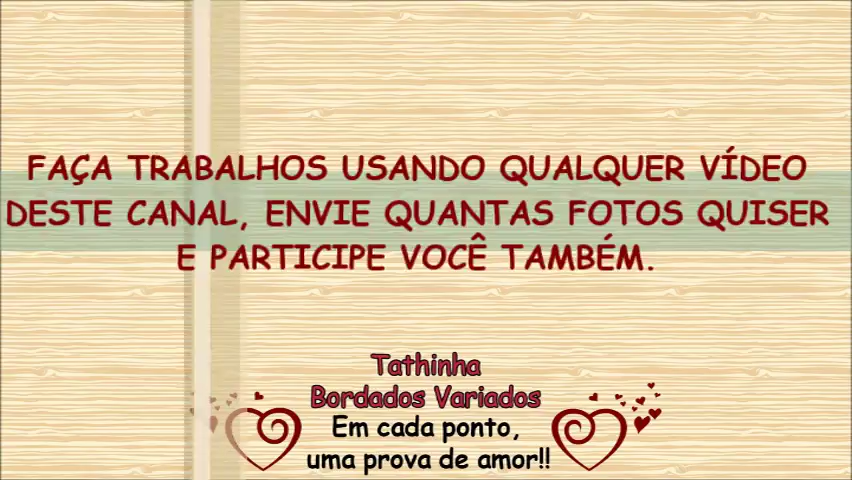 FAÇA TRABALHOS USANDO QUALQUER VÍDEO
DESTE CANAL, ENVIE QUANTAS FOTOS QUISER
E PARTICIPE VOCÊ TAMBÉM.
Tathinha
Bordados Variados
Em cada ponto,
uma prova de amor!!